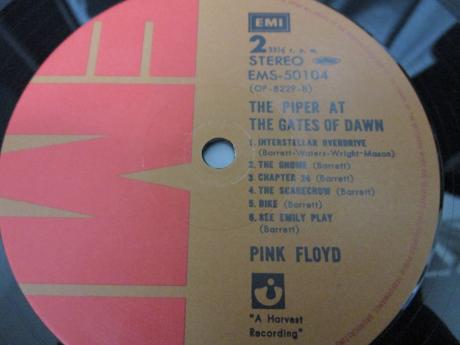 EMI
EMI
2 33⅓ r.p.m.
STEREO
EMS-50104
(OP-8229-B)
THE PIPER AT
THE GATES OF DAWN
1. INTERSTELLAR OVERDRIVE
(Barrett-Waters-Wright-Mason)
2. THE GNOME (Barrett)
3. CHAPTER 24 (Barrett)
4. THE SCARECROW (Barrett)
5. BIKE (Barrett)
6. SEE EMILY PLAY
(Barrett)
PINK FLOYD
"A Harvest
Recording"